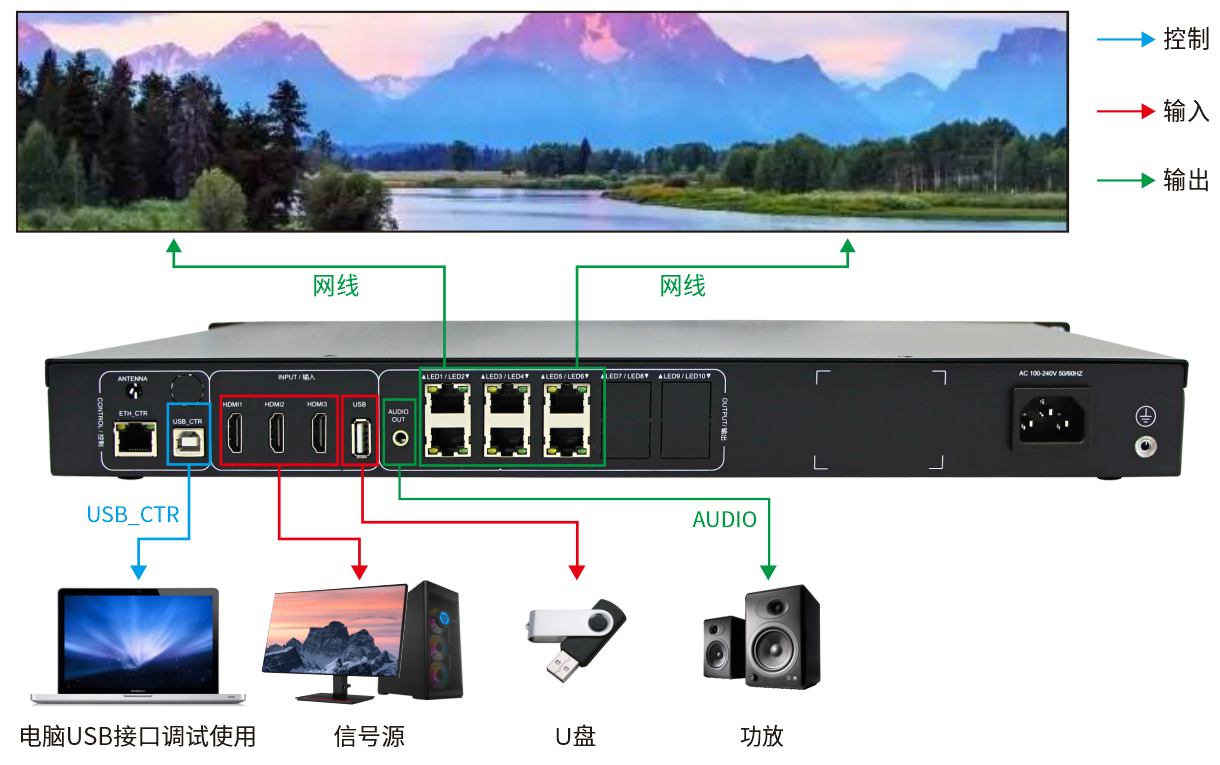 控制
输入
输出
网线
网线
ANTENNA
INPUT / 输入
▲LED1 / LED2▼
▲LED3 / LED4▼
▲LED5 / LED6▼
▲LED7 / LED8▼
▲LED9 / LED10▼
AC 100-240V 50/60HZ
CONTROL / 控制
ETH_CTR
USB_CTR
HDMI1
HDMI2
HDMI3
USB
AUDIO
OUT
OUTPUT/ 输出
USB_CTR
AUDIO
电脑USB接口调试使用
信号源
U盘
功放